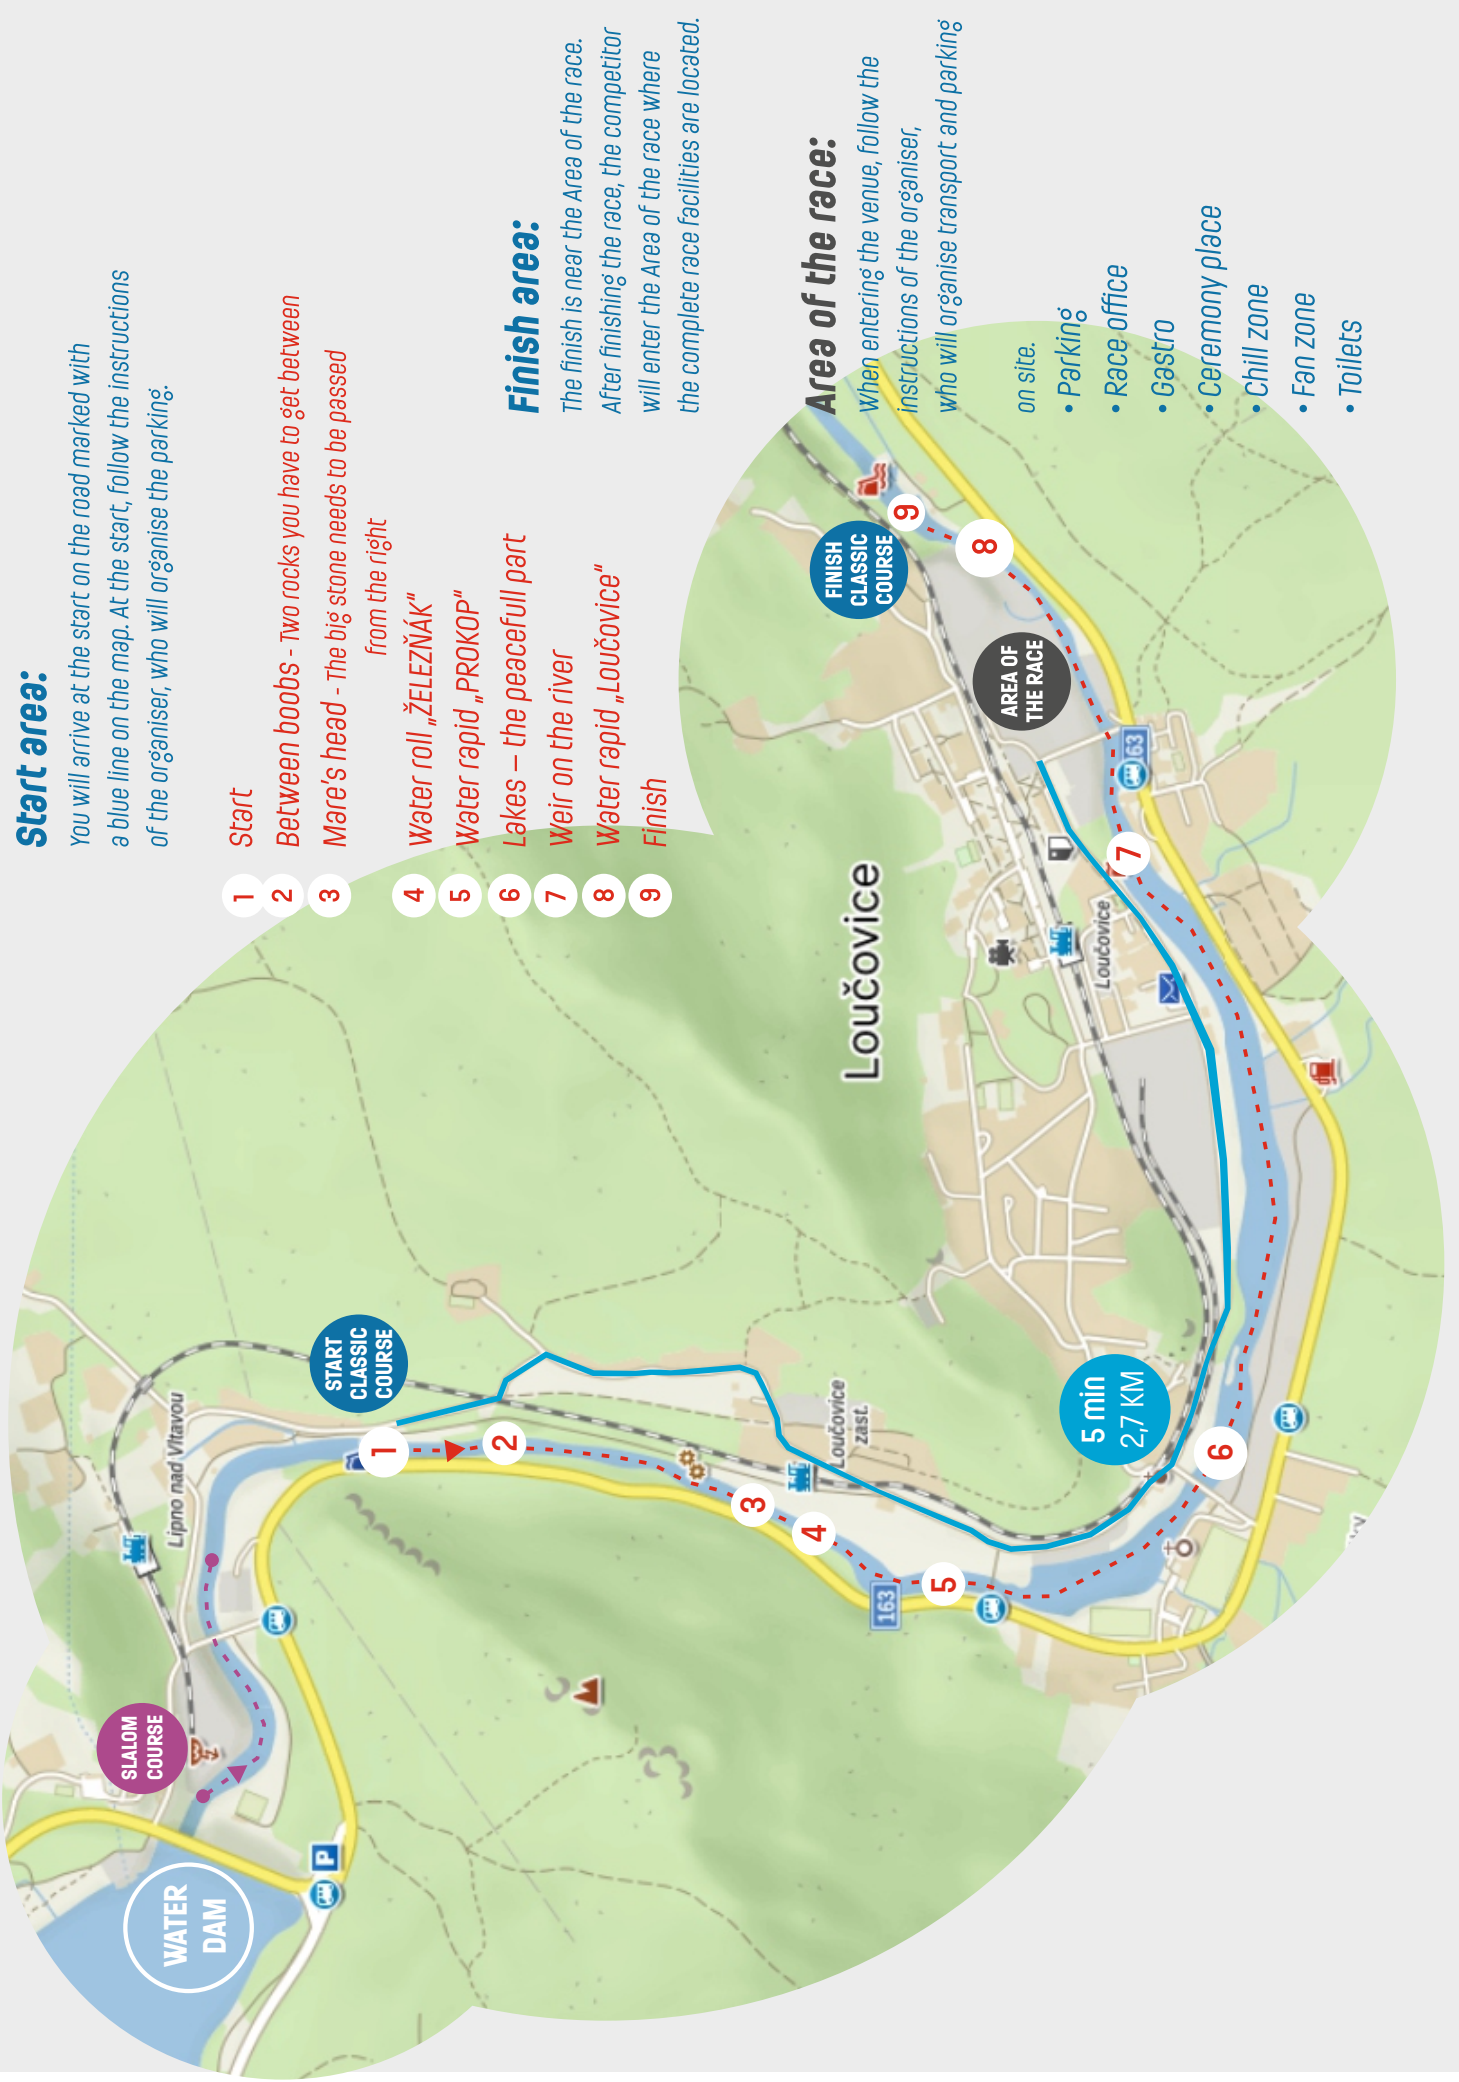 Start area:
You will arrive at the start on the road marked with
a blue line on the map. At the start, follow the instructions
of the organiser, who will organise the parking.
1 Start
2 Between boobs - Two rocks you have to get between
3 Mare's head - The big stone needs to be passed
from the right
4 Water roll „ŽELEZŇÁK“
5 Water rapid „PROKOP“
6 Lakes – the peacefull part
7 Weir on the river
8 Water rapid „Loučovice“
9 Finish
Finish area:
The finish is near the Area of the race.
After finishing the race, the competitor
will enter the Area of the race where
the complete race facilities are located.
Area of the race:
When entering the venue, follow the
instructions of the organiser,
who will organise transport and parking
on site.
• Parking
• Race office
• Gastro
• Ceremony place
• Chill zone
• Fan zone
• Toilets
WATER
DAM
P
SLALOM
COURSE
Lipno nad Vltavou
START
CLASSIC
COURSE
1
2
3
4
5
6
7
8
9
163
Loučovice
zast.
5 min
2,7 KM
Loučovice
Loučovice
163
AREA OF
THE RACE
FINISH
CLASSIC
COURSE